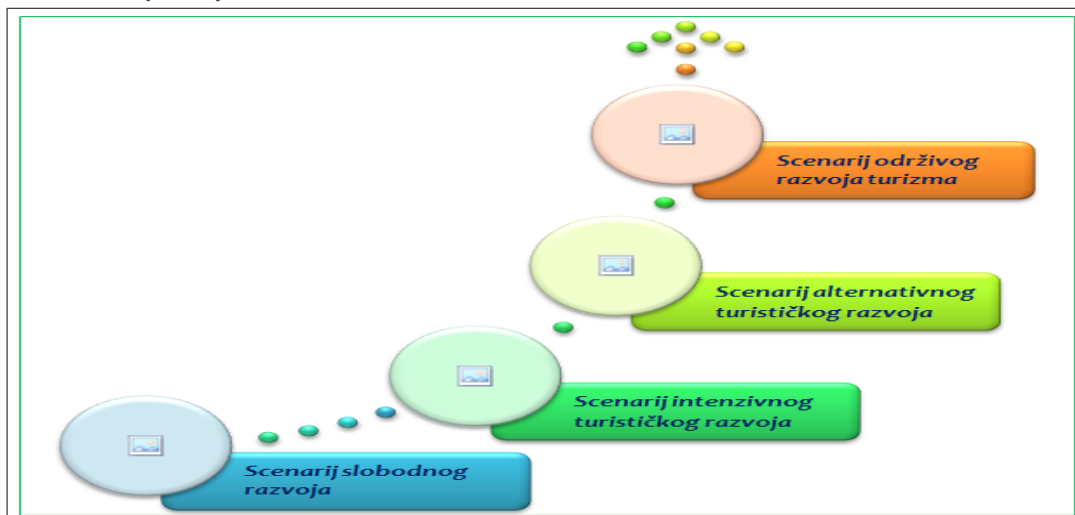 Scenarij održivog
razvoja turizma
Scenarij alternativnog
turističkog razvoja
Scenarij intenzivnog
turističkog razvoja
Scenarij slobodnog
razvoja